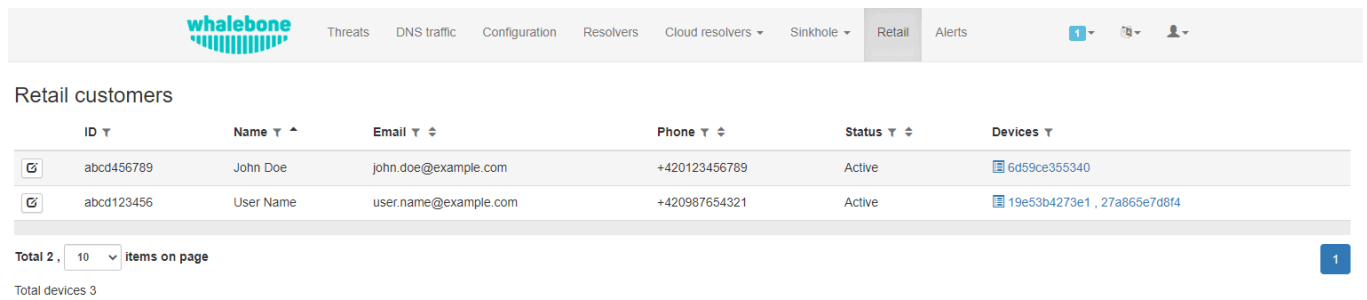 whalebone Threats DNS traffic Configuration Resolvers Cloud resolvers Sinkhole Retail Alerts 1
Retail customers
ID Name Email Phone Status Devices
abcd456789 John Doe john.doe@example.com +420123456789 Active 6d59ce355340
abcd123456 User Name user.name@example.com +420987654321 Active 19e53b4273e1 , 27a865e7d8f4
Total 2 , 10 items on page 1
Total devices 3